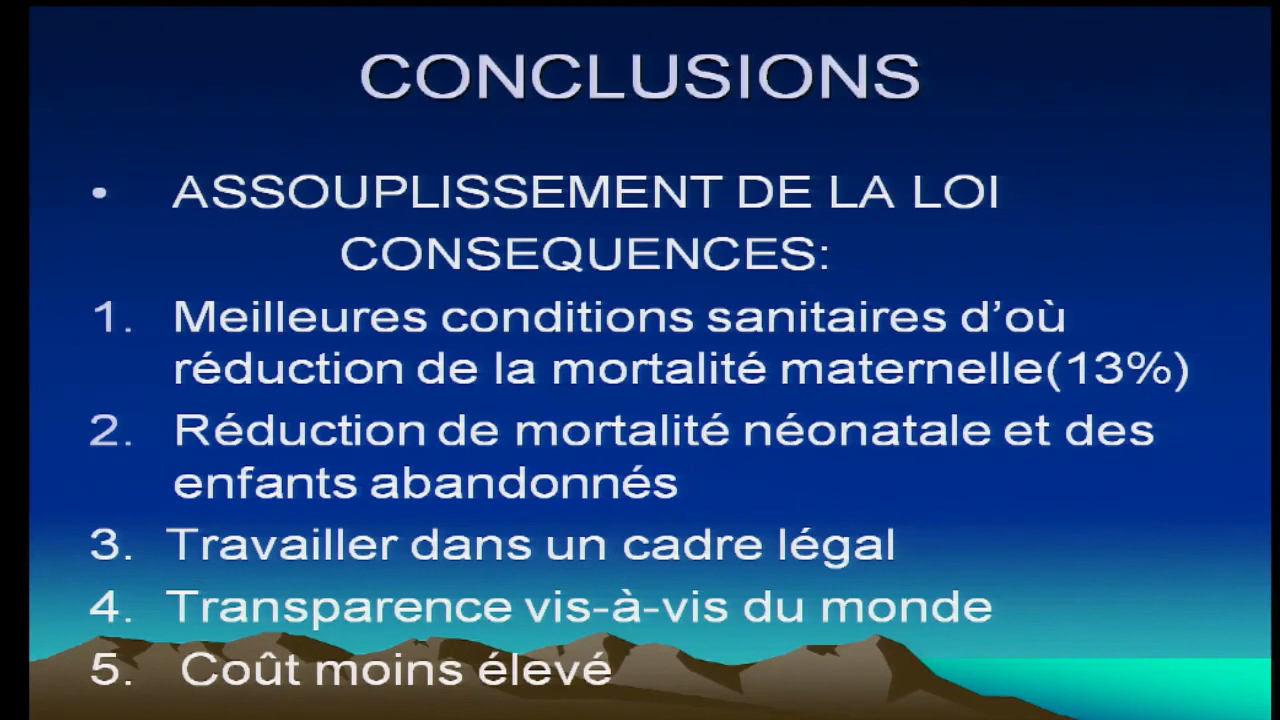 CONCLUSIONS
• ASSOUPLISSEMENT DE LA LOI
CONSEQUENCES:
1. Meilleures conditions sanitaires d’où
réduction de la mortalité maternelle(13%)
2. Réduction de mortalité néonatale et des
enfants abandonnés
3. Travailler dans un cadre légal
4. Transparence vis-à-vis du monde
5. Coût moins élevé